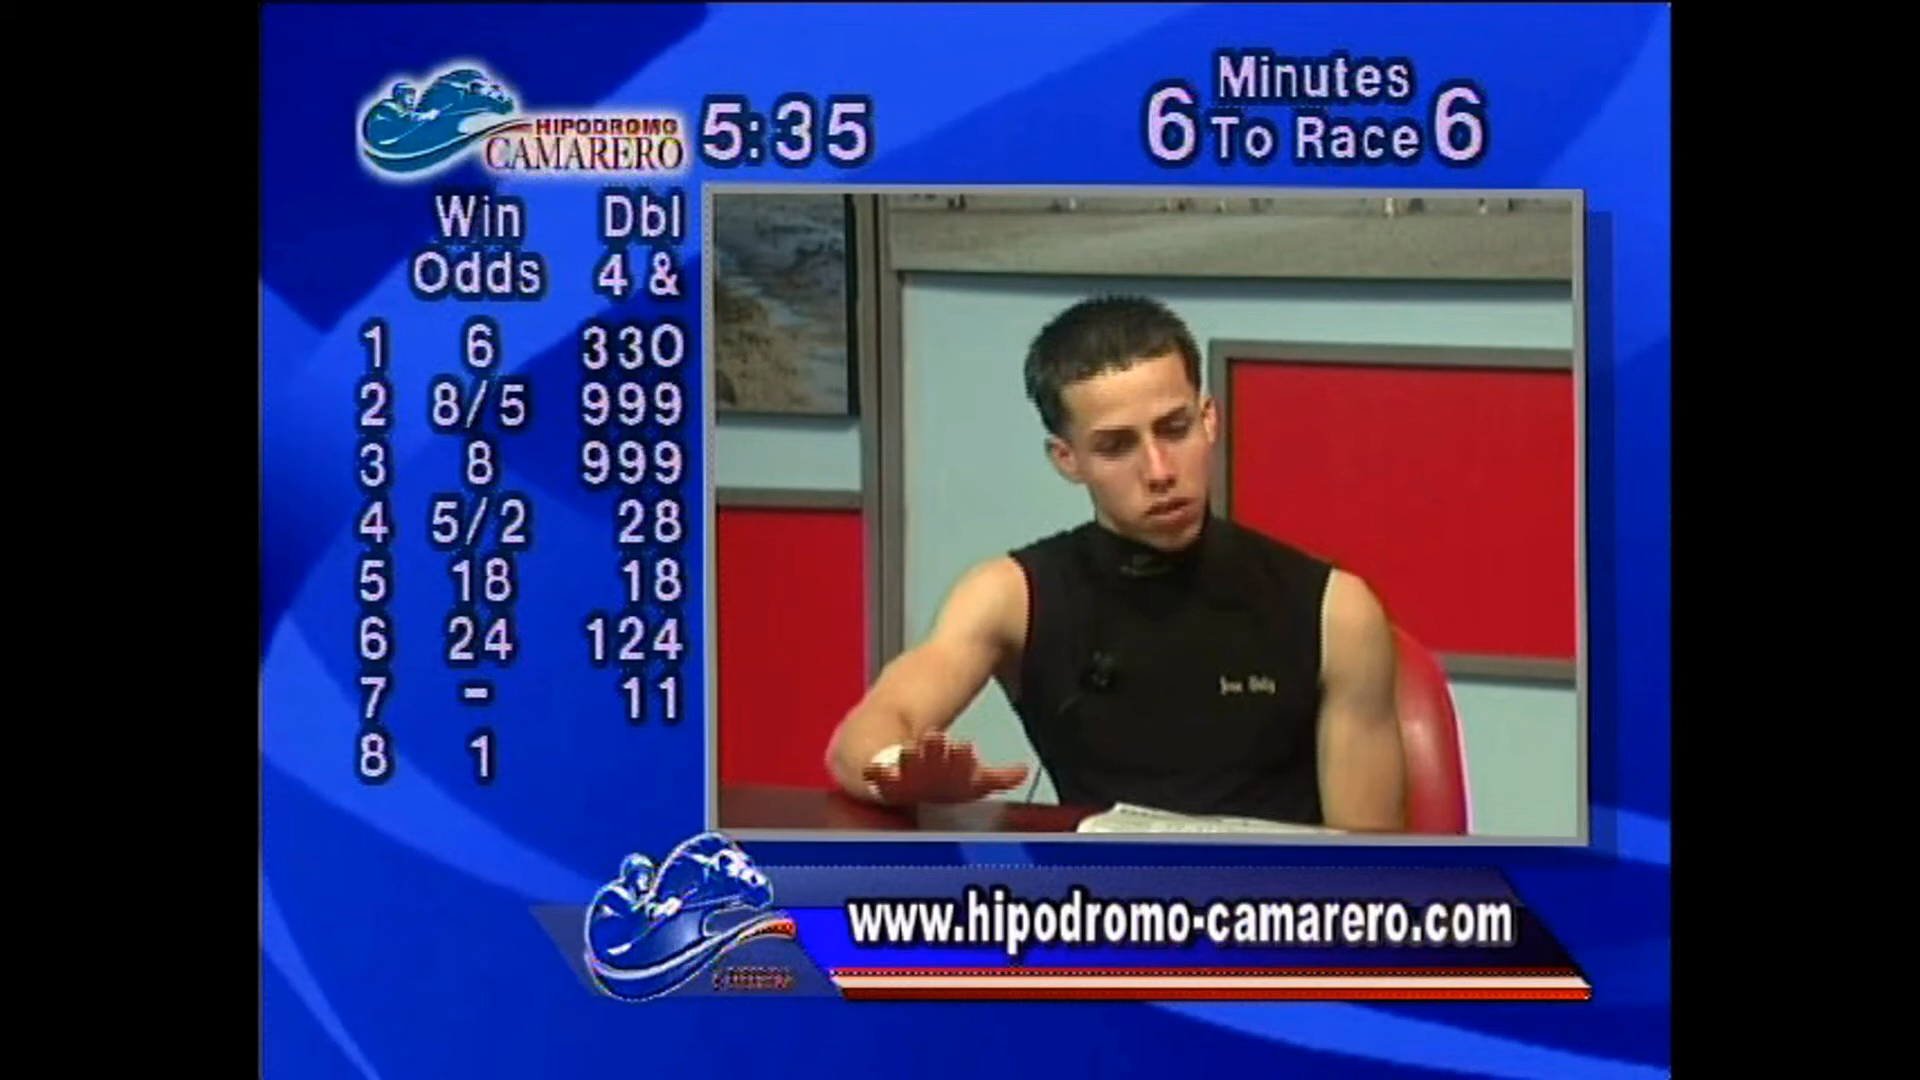 HIPODROMO
CAMARERO
5:35
6 Minutes To Race 6
Win Odds Dbl 4 &
1 6 330
2 8/5 999
3 8 999
4 5/2 28
5 18 18
6 24 124
7 - 11
8 1
www.hipodromo-camarero.com